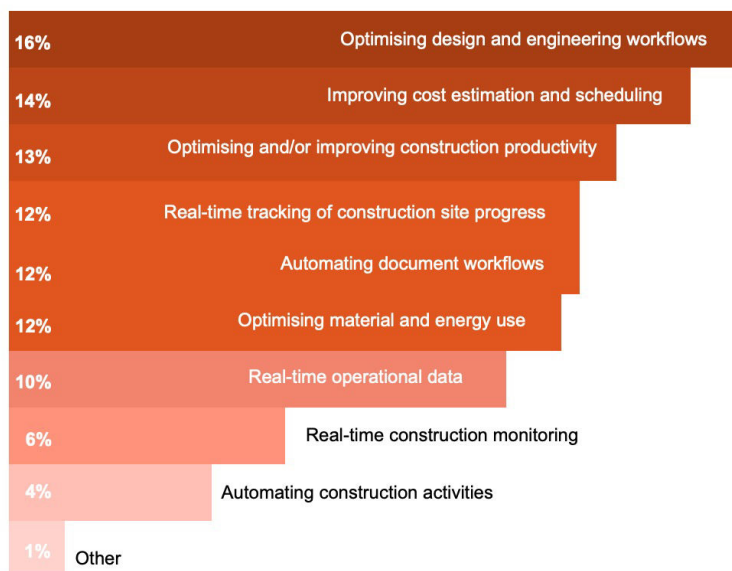 16% Optimising design and engineering workflows
14% Improving cost estimation and scheduling
13% Optimising and/or improving construction productivity
12% Real-time tracking of construction site progress
12% Automating document workflows
12% Optimising material and energy use
10% Real-time operational data
6% Real-time construction monitoring
4% Automating construction activities
1% Other